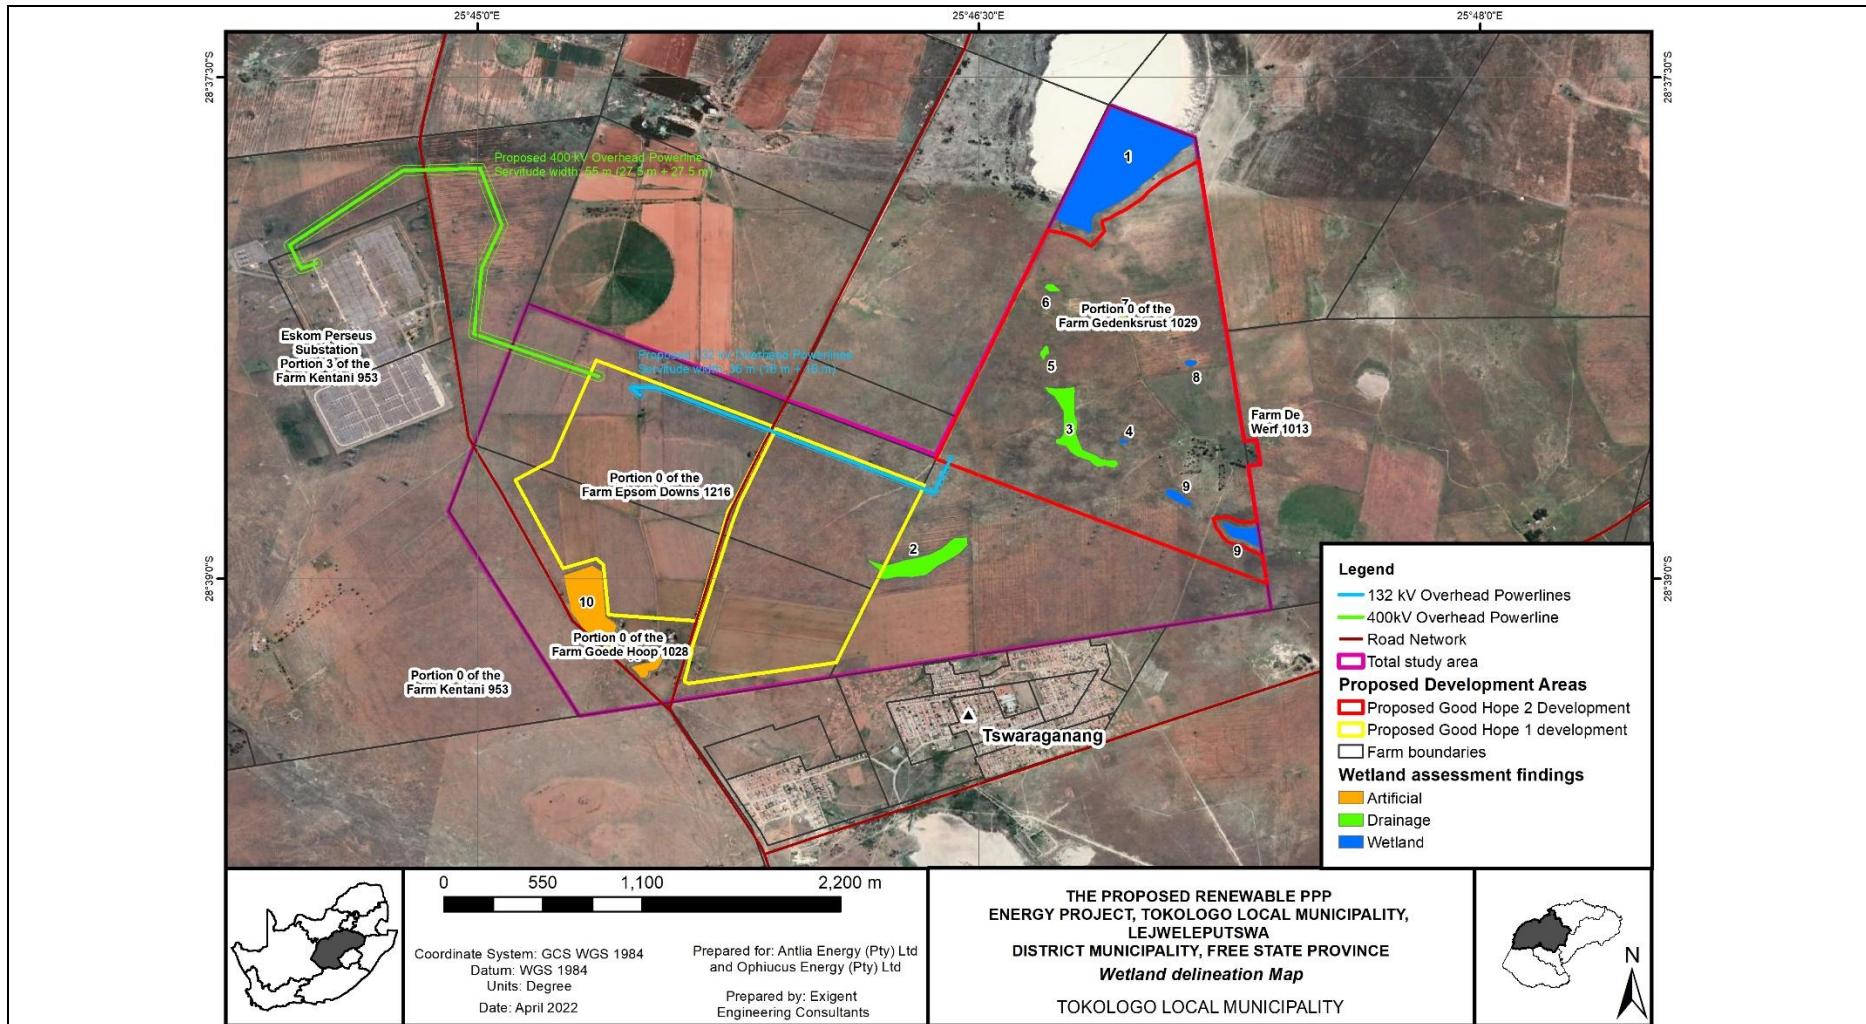 25°45'0"E
25°46'30"E
25°48'0"E
28°37'30"S
28°37'30"S
28°39'0"S
28°39'0"S
Proposed 400 kV Overhead Powerline
Servitude width: 55 m (27.5 m + 27.5 m)
1
6
7
Portion 0 of the
Farm Gedenksrust 1029
Eskom Perseus
Substation
Portion 3 of the
Farm Kentani 953
Proposed 132 kV Overhead Powerlines
Servitude width: 36 m (18 m + 18 m)
5
8
Farm De
Werf 1013
3
4
Portion 0 of the
Farm Epsom Downs 1216
9
2
9
10
Portion 0 of the
Farm Goede Hoop 1028
Portion 0 of the
Farm Kentani 953
Tswaraganang
Legend
132 kV Overhead Powerlines
400kV Overhead Powerline
Road Network
Total study area
Proposed Development Areas
Proposed Good Hope 2 Development
Proposed Good Hope 1 development
Farm boundaries
Wetland assessment findings
Artificial
Drainage
Wetland
0 550 1,100 2,200 m
Coordinate System: GCS WGS 1984
Datum: WGS 1984
Units: Degree
Date: April 2022
Prepared for: Antlia Energy (Pty) Ltd
and Ophiucus Energy (Pty) Ltd
Prepared by: Exigent
Engineering Consultants
THE PROPOSED RENEWABLE PPP
ENERGY PROJECT, TOKOLOGO LOCAL MUNICIPALITY,
LEJWELEPUTSWA
DISTRICT MUNICIPALITY, FREE STATE PROVINCE
Wetland delineation Map
TOKOLOGO LOCAL MUNICIPALITY
N